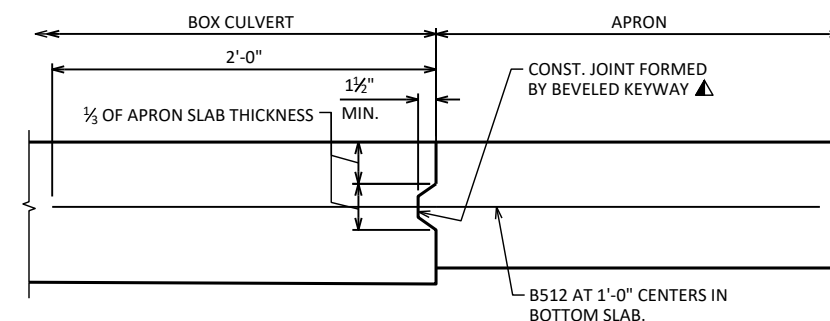 BOX CULVERT
APRON
2'-0"
1½"
MIN.
CONST. JOINT FORMED
BY BEVELED KEYWAY
⅓ OF APRON SLAB THICKNESS
B512 AT 1'-0" CENTERS IN
BOTTOM SLAB.